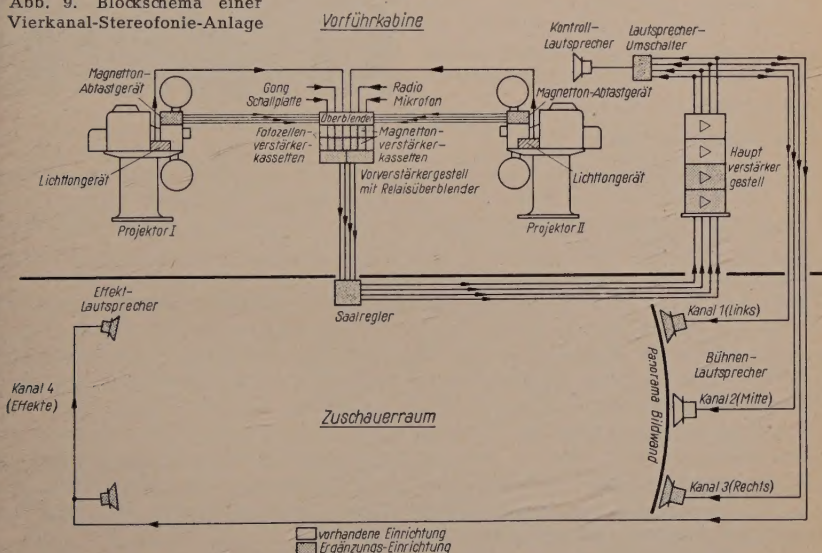 Abb. 9. Blockschema einer
Vierkanal-Stereofonie-Anlage
Vorführkabine
Kontroll-
Lautsprecher
Lautsprecher-
Umschalter
Magnetton-
Abtastgerät
Gong
Schallplatte
Radio
Mikrofon
Magnetton-Abtastgerät
Überblender
Fotozellen-
verstärker-
kassetten
Magnetton-
verstärker-
kassetten
Vorverstärkergestell
mit Relaisüberblender
Lichttongerät
Lichttongerät
Projektor I
Projektor II
Haupt
verstärker
gestell
Saalregler
Effekt-
Lautsprecher
Kanal 4
(Effekte)
Zuschauerraum
Panorama Bildwand
Kanal 1 (Links)
Bühnen-
Lautsprecher
Kanal 2 (Mitte)
Kanal 3 (Rechts)
vorhandene Einrichtung
Ergänzungs-Einrichtung